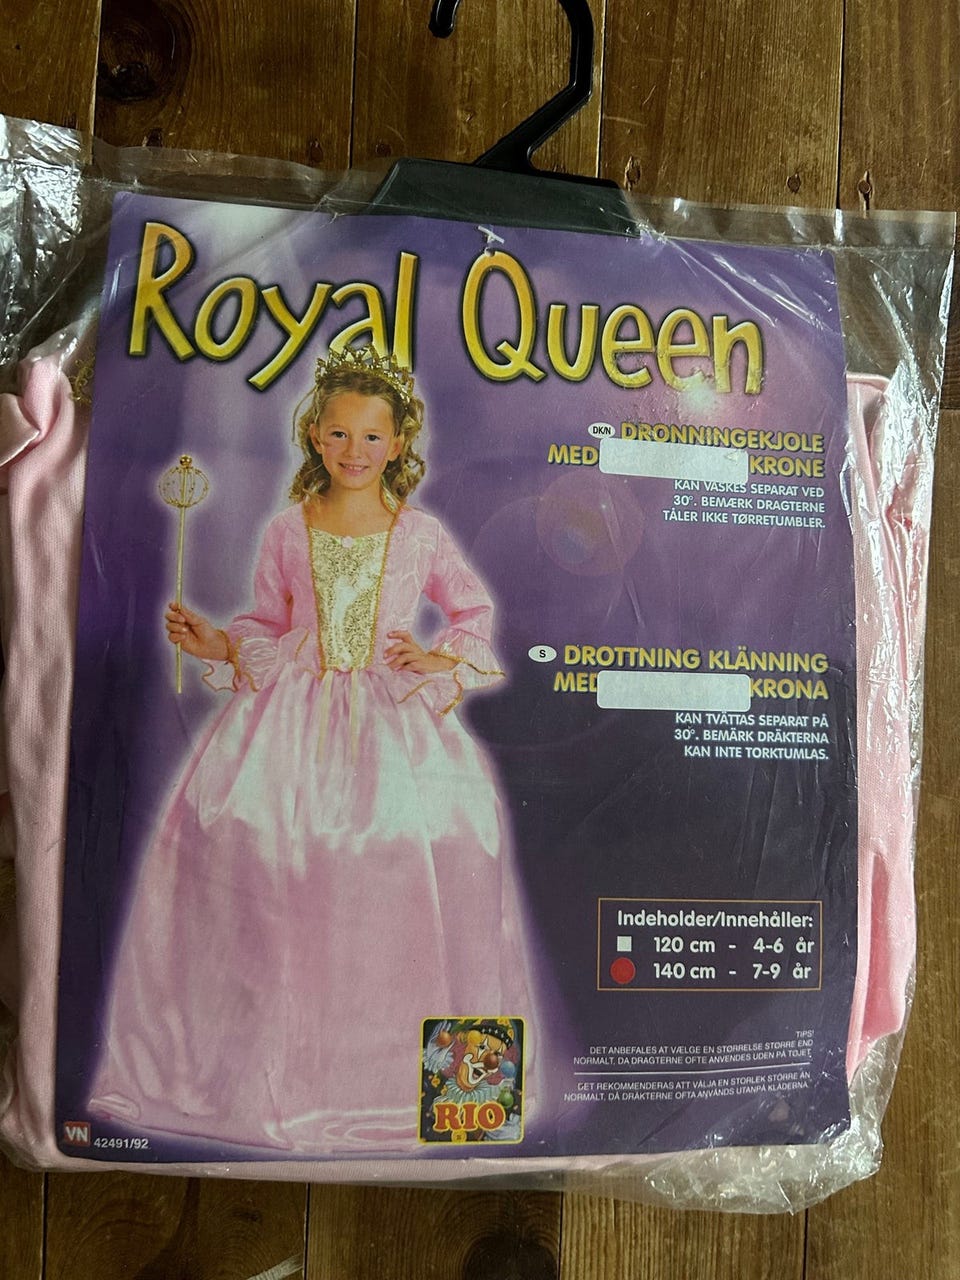 Royal Queen
DK/N DRONNINGEKJOLE
MED KRONE
KAN VASKES SEPARAT VED
30°. BEMÆRK DRAGTERNE
TÅLER IKKE TØRRETUMBLER.
S DROTTNING KLÄNNING
MED KRONA
KAN TVÄTTAS SEPARAT PÅ
30°. BEMÄRK DRÄKTERNA
KAN INTE TORKTUMLAS.
Indeholder/Innehåller:
120 cm - 4-6 år
140 cm - 7-9 år
TIPS!
DET ANBEFALES AT VÆLGE EN STØRRELSE STØRRE END
NORMALT, DA DRAGTERNE OFTE ANVENDES UDEN PÅ TØJET
DET REKOMMENDERAS ATT VÄLJA EN STORLEK STÖRRE ÄN
NORMALT, DÅ DRÄKTERNA OFTA ANVÄNDS UTANPÅ KLÄDERNA.
RIO
VN 42491/92